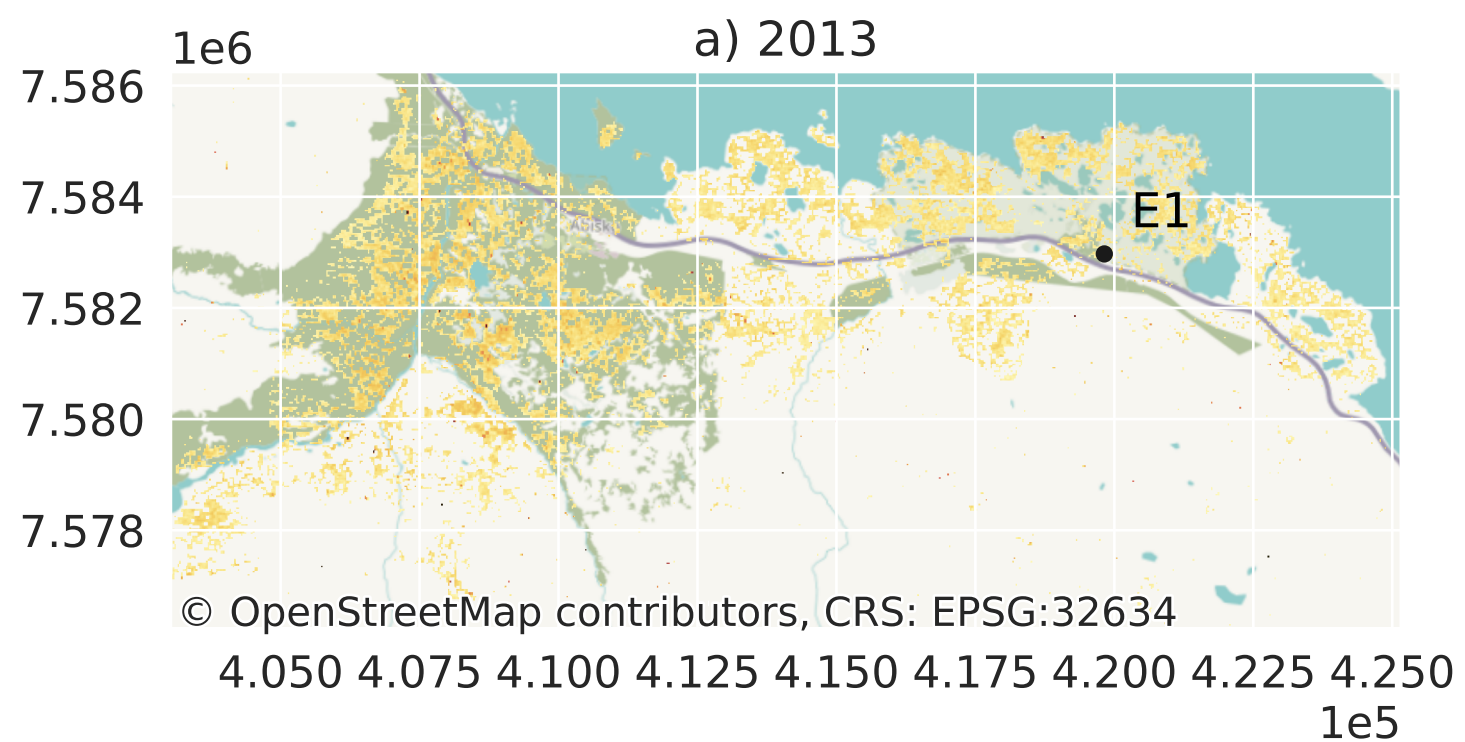 a) 2013
1e6
7.586
7.584
7.582
7.580
7.578
E1
Abisk
© OpenStreetMap contributors, CRS: EPSG:32634
4.050 4.075 4.100 4.125 4.150 4.175 4.200 4.225 4.250
1e5